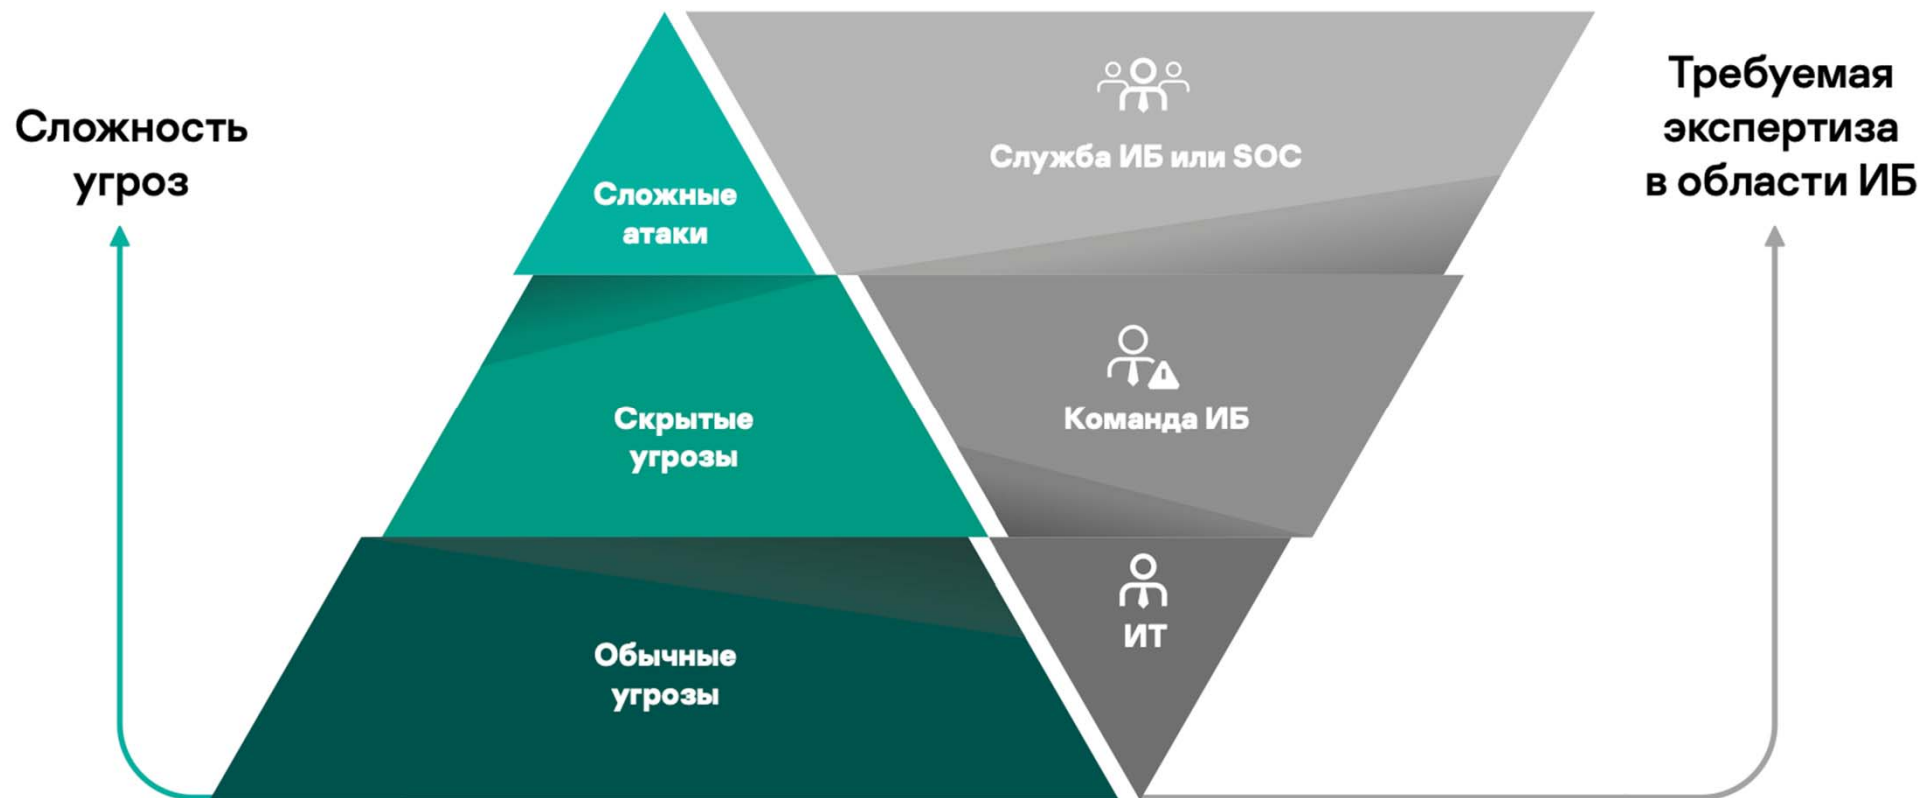 Сложность
угроз
Сложные
атаки
Скрытые
угрозы
Обычные
угрозы
Служба ИБ или SOC
Команда ИБ
ИТ
Требуемая
экспертиза
в области ИБ